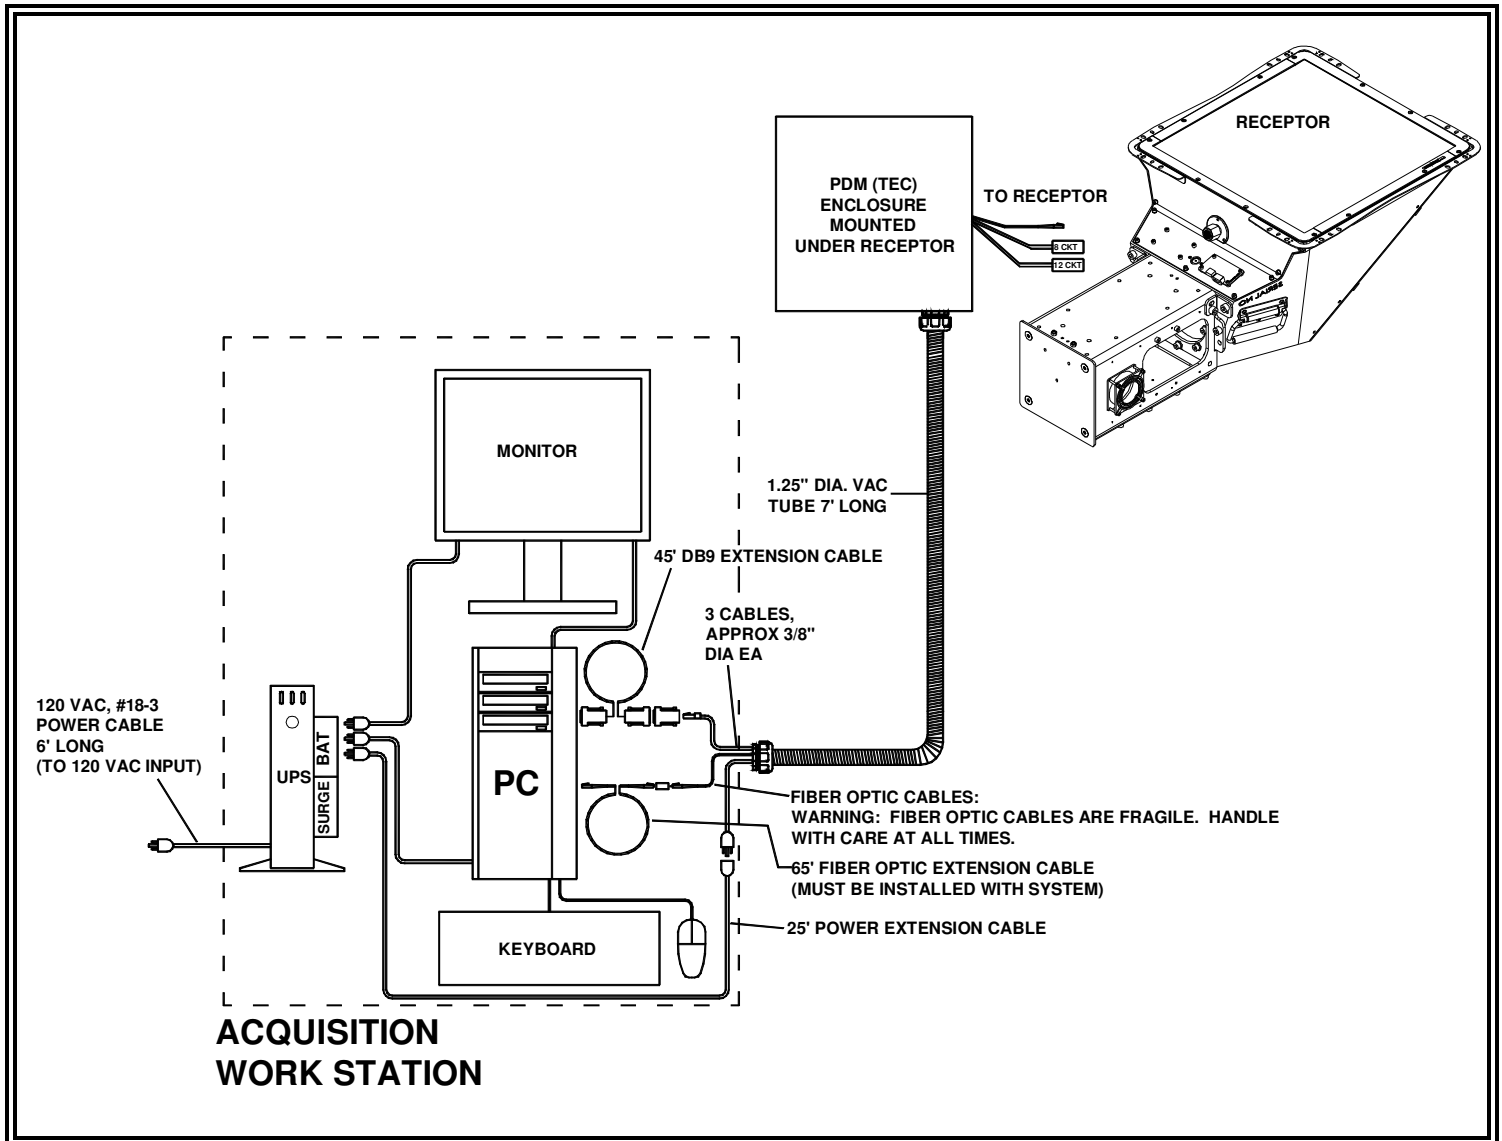 RECEPTOR
PDM (TEC)
ENCLOSURE
MOUNTED
UNDER RECEPTOR
TO RECEPTOR
8 CKT
12 CKT
MONITOR
1.25" DIA. VAC
TUBE 7' LONG
45' DB9 EXTENSION CABLE
3 CABLES,
APPROX 3/8"
DIA EA
120 VAC, #18-3
POWER CABLE
6' LONG
(TO 120 VAC INPUT)
UPS
BAT
SURGE
PC
FIBER OPTIC CABLES:
WARNING: FIBER OPTIC CABLES ARE FRAGILE. HANDLE
WITH CARE AT ALL TIMES.
65' FIBER OPTIC EXTENSION CABLE
(MUST BE INSTALLED WITH SYSTEM)
25' POWER EXTENSION CABLE
KEYBOARD
ACQUISITION
WORK STATION